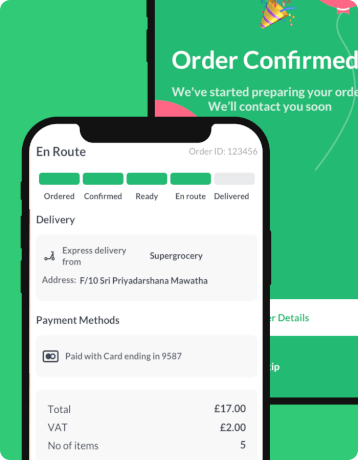 Order Confirmed
We've started preparing your orde
We'll contact you soon
En Route
Order ID: 123456
Ordered Confirmed Ready En route Delivered
Delivery
Express delivery
from
Supergrocery
Address: F/10 Sri Priyadarshana Mawatha
er Details
Payment Methods
Paid with Card ending in 9587
kip
Total £17.00
VAT £2.00
No of items 5